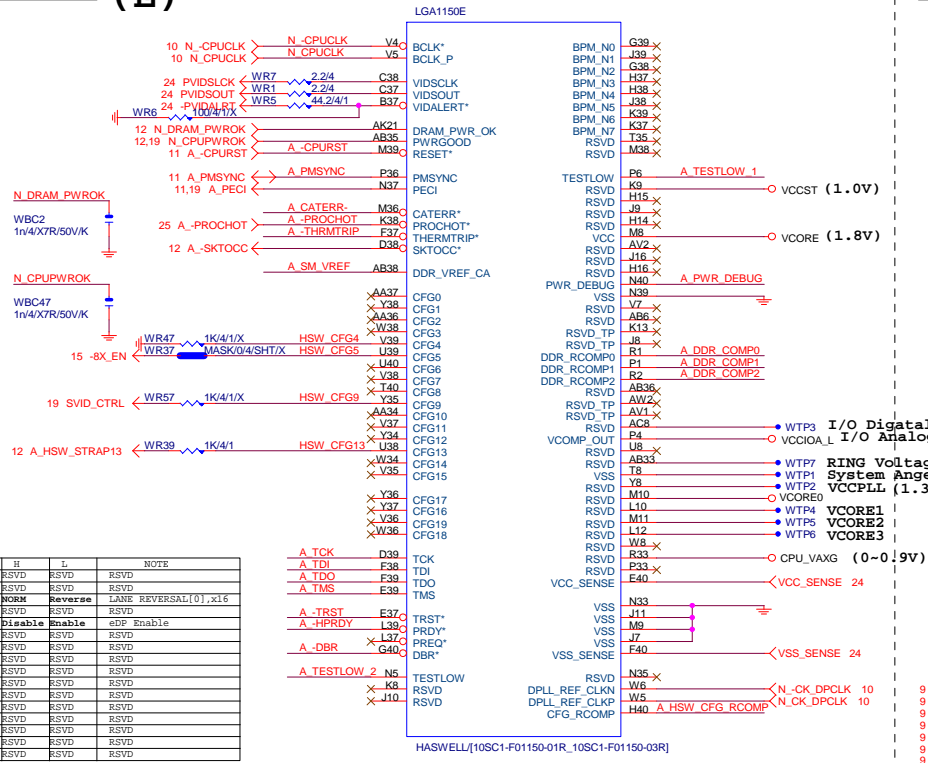 (L)
LGA1150E
10 N_-CPUCLK N_-CPUCLK V4 BCLK* BPM_N0 G39
10 N_CPUCLK N_CPUCLK V5 BCLK_P BPM_N1 J39
BPM_N2 G38
24 PVIDSLCK WR7 2.2/4 C38 VIDSCLK BPM_N3 H37
24 PVIDSOUT WR1 2.2/4 C37 VIDSOUT BPM_N4 H38
24 -PVIDALRT WR5 44.2/4/1 B37 VIDALERT* BPM_N5 J38
WR6 100/4/1/X BPM_N6 K39
12 N_DRAM_PWROK AK21 DRAM_PWR_OK BPM_N7 K37
12,19 N_CPUPWROK AB35 PWRGOOD RSVD T35
11 A_-CPURST A_-CPURST M39 RESET* RSVD M38
11 A_PMSYNC A_PMSYNC P36 PMSYNC TESTLOW P6 A_TESTLOW_1
11,19 A_PECI N37 PECI RSVD K9 VCCST (1.0V)
RSVD H15
A_CATERR- M36 CATERR* RSVD J9
25 A_-PROCHOT A_-PROCHOT K38 PROCHOT* RSVD H14
A_-THRMTRIP F37 THERMTRIP* VCC M8 VCORE (1.8V)
12 A_-SKTOCC D38 SKTOCC* RSVD AV2
RSVD J16
A_SM_VREF AB38 DDR_VREF_CA RSVD H16
PWR_DEBUG N40 A_PWR_DEBUG
N_DRAM_PWROK
WBC2
1n/4/X7R/50V/K
N_CPUPWROK
WBC47
1n/4/X7R/50V/K
AA37 CFG0 VSS N39
Y38 CFG1 RSVD V7
AA36 CFG2 RSVD AB6
W38 CFG3 RSVD_TP K13
WR47 1K/4/1/X HSW_CFG4 V39 CFG4 RSVD_TP J8
15 -8X_EN WR37 MASK/0/4/SHT/X HSW_CFG5 U39 CFG5 DDR_RCOMP0 R1 A_DDR_COMP0
U40 CFG6 DDR_RCOMP1 P1 A_DDR_COMP1
V38 CFG7 DDR_RCOMP2 R2 A_DDR_COMP2
T40 CFG8 RSVD AB36
19 SVID_CTRL WR57 1K/4/1/X HSW_CFG9 Y35 CFG9 RSVD_TP AW2
AA34 CFG10 RSVD_TP AV1
V37 CFG11 RSVD AC8 WTP3 I/O Digatal
Y34 CFG12 VCOMP_OUT P4 VCCIOA_L I/O Analog
12 A_HSW_STRAP13 WR39 1K/4/1 HSW_CFG13 U38 CFG13 RSVD U8
W34 CFG14 RSVD AB33 WTP7 RING Voltag
V35 CFG15 VSS T8 WTP1 System Ange
RSVD Y8 WTP2 VCCPLL (1.3
Y36 CFG17 RSVD M10 VCORE0
Y37 CFG16 RSVD L10 WTP4 VCORE1
V36 CFG19 RSVD M11 WTP5 VCORE2
W36 CFG18 RSVD L12 WTP6 VCORE3
RSVD W8
A_TCK D39 TCK RSVD R33 CPU_VAXG (0~0.9V)
A_TDI F38 TDI RSVD P33
A_TDO F39 TDO VCC_SENSE E40 VCC_SENSE 24
A_TMS E39 TMS
A_-TRST E37 TRST* VSS N33
A_-HPRDY L39 PRDY* VSS J11
L37 PREQ* VSS M9
A_-DBR G40 DBR* VSS J7
VSS_SENSE F40 VSS_SENSE 24
A_TESTLOW_2 N5 TESTLOW RSVD N35
K8 RSVD DPLL_REF_CLKN W6 N_-CK_DPCLK 10
J10 RSVD DPLL_REF_CLKP W5 N_CK_DPCLK 10
CFG_RCOMP H40 A_HSW_CFG_RCOMP
HASWELL/[10SC1-F01150-01R_10SC1-F01150-03R]
H L NOTE
RSVD RSVD RSVD
RSVD RSVD RSVD
NORM Reverse LANE REVERSAL[0],x16
RSVD RSVD RSVD
Disable Enable eDP Enable
RSVD RSVD RSVD
RSVD RSVD RSVD
RSVD RSVD RSVD
RSVD RSVD RSVD
RSVD RSVD RSVD
RSVD RSVD RSVD
RSVD RSVD RSVD
RSVD RSVD RSVD
RSVD RSVD RSVD
RSVD RSVD RSVD
RSVD RSVD RSVD
9
9
9
9
9
9
9